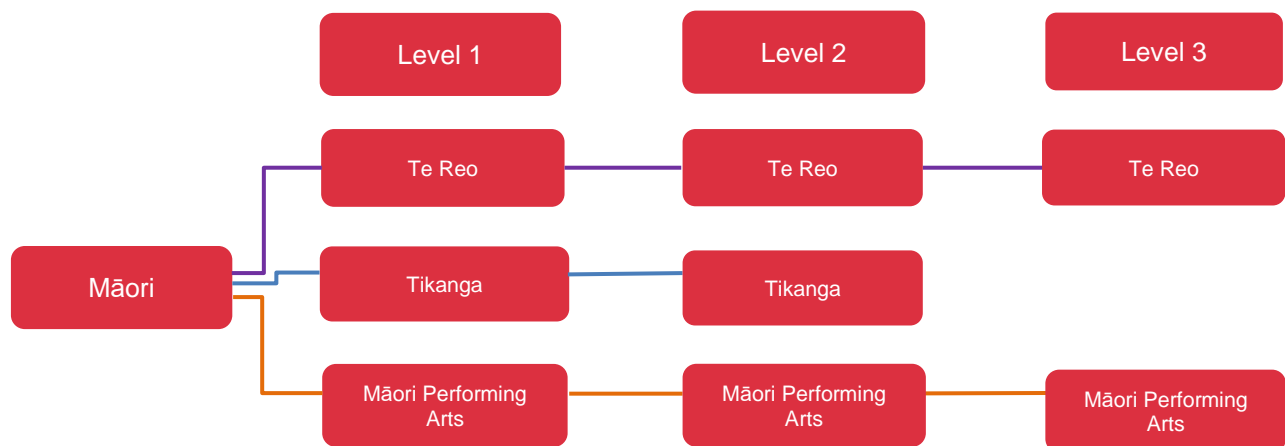 Level 1
Level 2
Level 3
Te Reo
Te Reo
Te Reo
Māori
Tikanga
Tikanga
Māori Performing
Arts
Māori Performing
Arts
Māori Performing
Arts